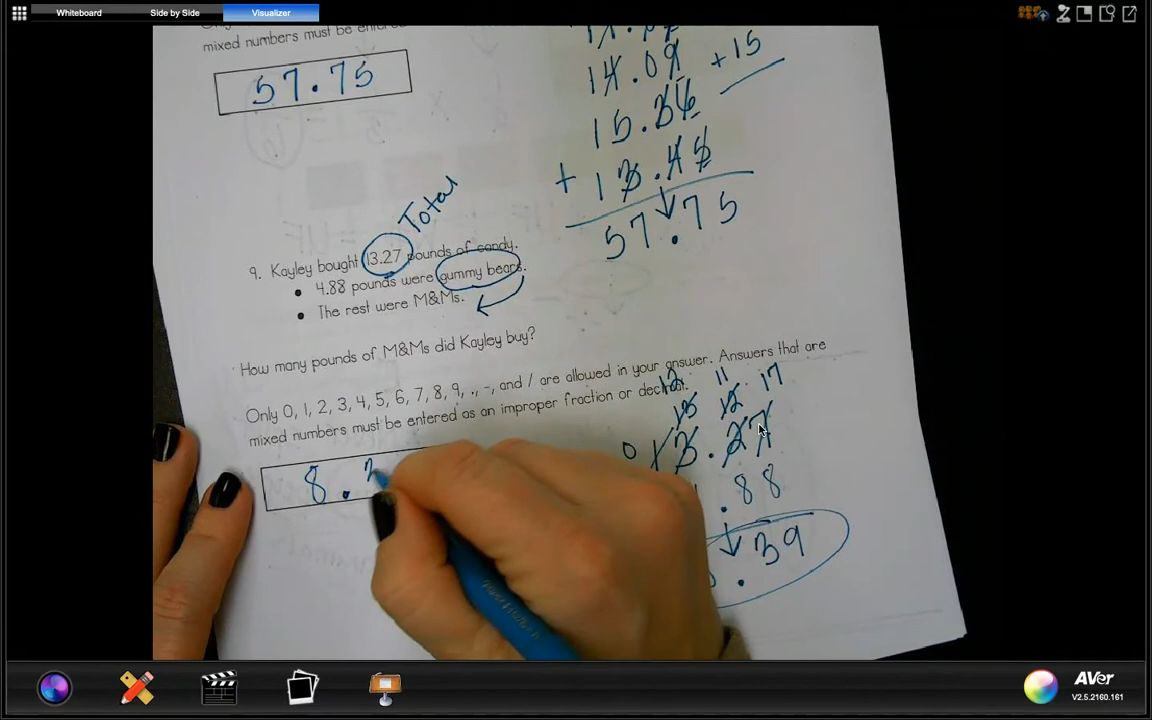 Whiteboard
Side by Side
Visualizer
mixed numbers must be
57.75
14.09
+15
15.
+ 1
57.75
Total
9. Kayley bought 13.27 pounds of candy.
• 4.88 pounds were gummy bears.
• The rest were M&Ms.
How many pounds of M&Ms did Kayley buy?
Only 0, 1, 2, 3, 4, 5, 6, 7, 8, 9, ., -, and / are allowed in your answer. Answers that are
mixed numbers must be entered as an improper fraction or decimal.
12 11 17
13 12
0 13.27
.88
.39
8.
AVer
V2.5.2160.161